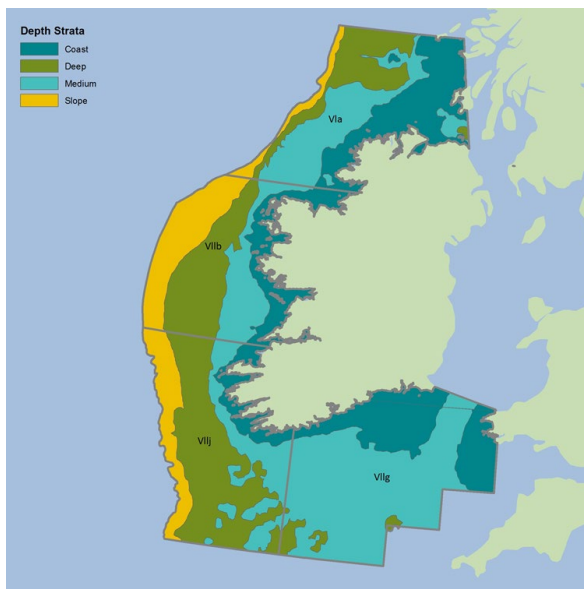 Depth Strata
Coast
Deep
Medium
Slope
VIa
VIIb
VIIj
VIIg